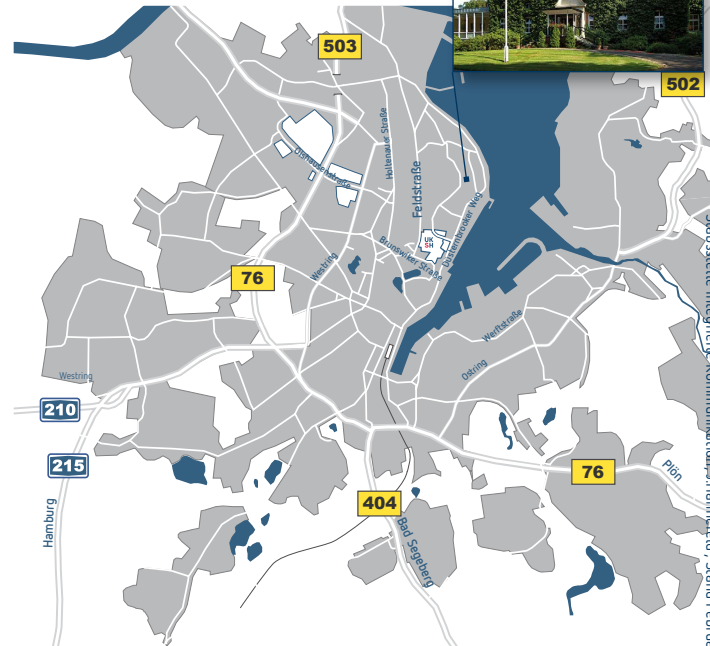 503
502
Olshausenstraße
Holtenauer Straße
Feldstraße
Düsternbrooker Weg
UK
SH
Brunswiker Straße
Westring
76
Werftstraße
Ostring
Westring
210
215
76
Plön
404
Hamburg
Bad Segeberg